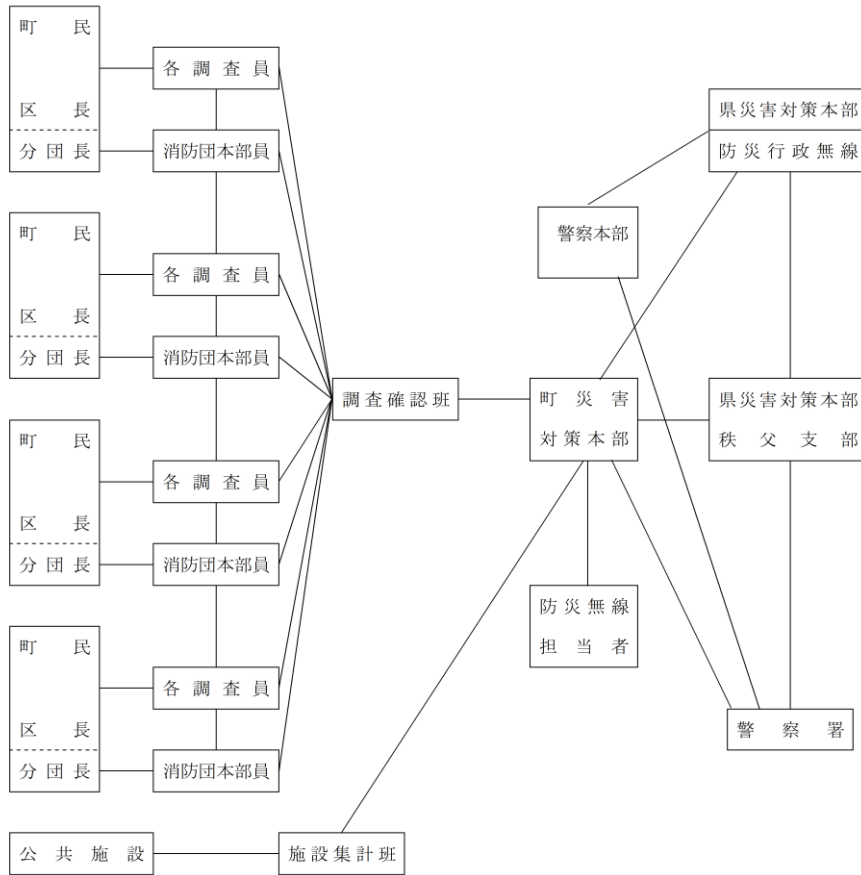 町民
区長
分団長
各調査員
消防団本部員
町民
区長
分団長
各調査員
消防団本部員
町民
区長
分団長
各調査員
消防団本部員
町民
区長
分団長
各調査員
消防団本部員
公共施設
施設集計班
調査確認班
町災害
対策本部
防災無線
担当者
県災害対策本部
防災行政無線
警察本部
県災害対策本部
秩父支部
警察署